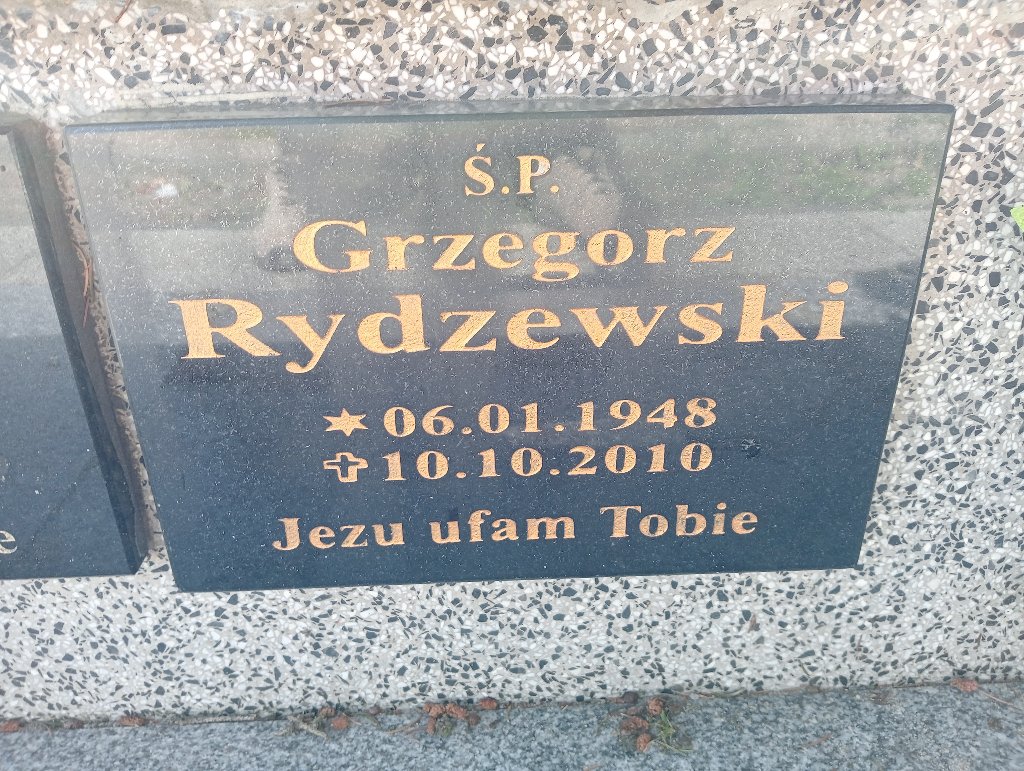 Ś.P.
Grzegorz
Rydzewski
06.01.1948
10.10.2010
Jezu ufam Tobie